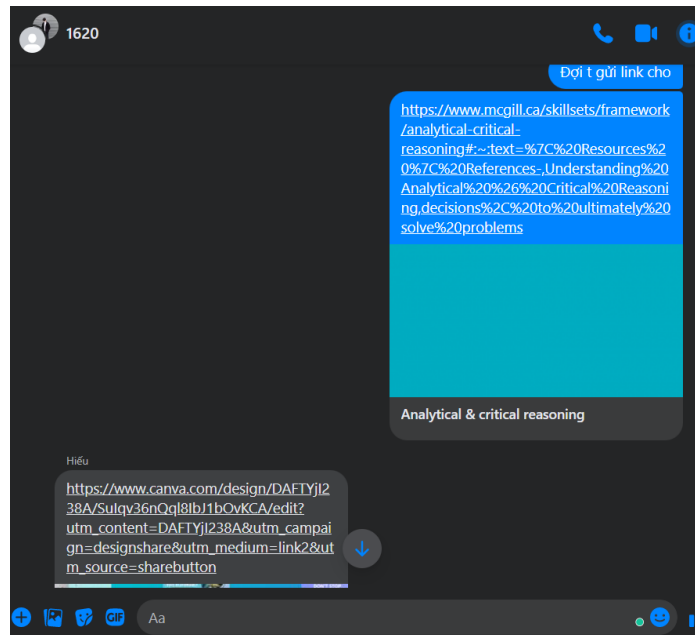 1620
Đợi t gửi link cho
https://www.mcgill.ca/skillsets/framework
/analytical-critical-
reasoning#:~:text=%7C%20Resources%2
0%7C%20References-,Understanding%20
Analytical%20%26%20Critical%20Reasoni
ng,decisions%2C%20to%20ultimately%20
solve%20problems
Analytical & critical reasoning
Hiếu
https://www.canva.com/design/DAFTYjI2
38A/SuIqv36nQql8IbJ1bOvKCA/edit?
utm_content=DAFTYjI238A&utm_campai
gn=designshare&utm_medium=link2&ut
m_source=sharebutton
GIF
Aa